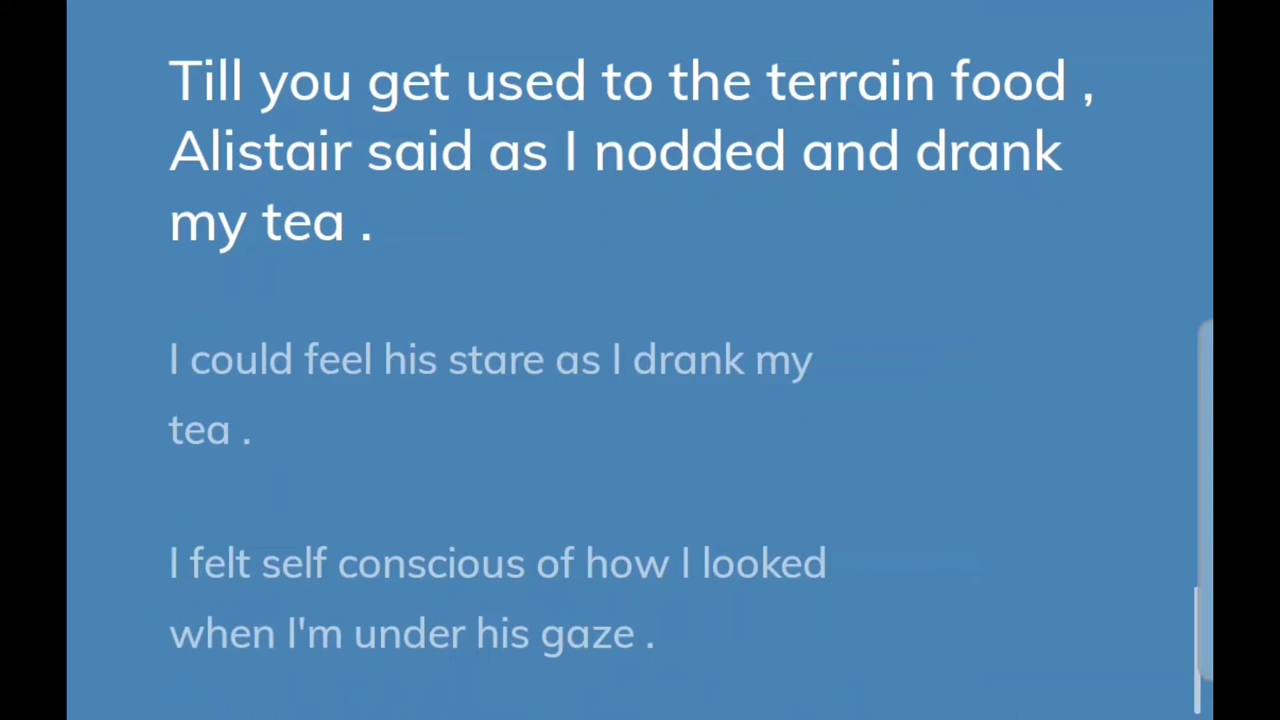 Till you get used to the terrain food ,
Alistair said as I nodded and drank
my tea .
I could feel his stare as I drank my
tea .
I felt self conscious of how I looked
when I'm under his gaze .